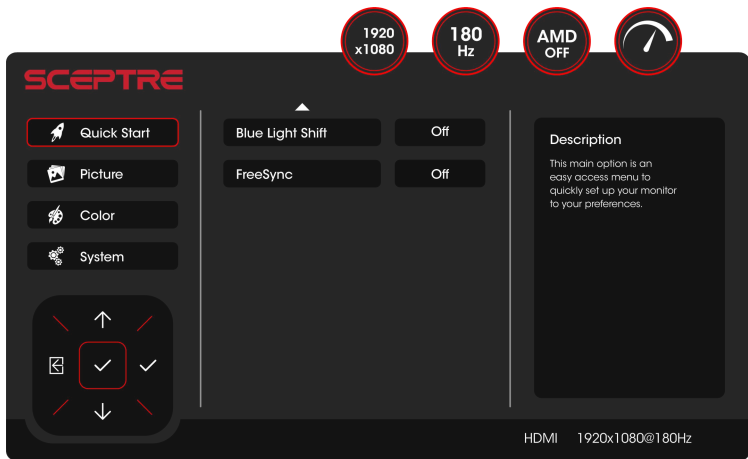 1920
x1080
180
Hz
AMD
OFF
SCEPTRE
Quick Start
Picture
Color
System
Blue Light Shift Off
FreeSync Off
Description
This main option is an
easy access menu to
quickly set up your monitor
to your preferences.
HDMI 1920x1080@180Hz